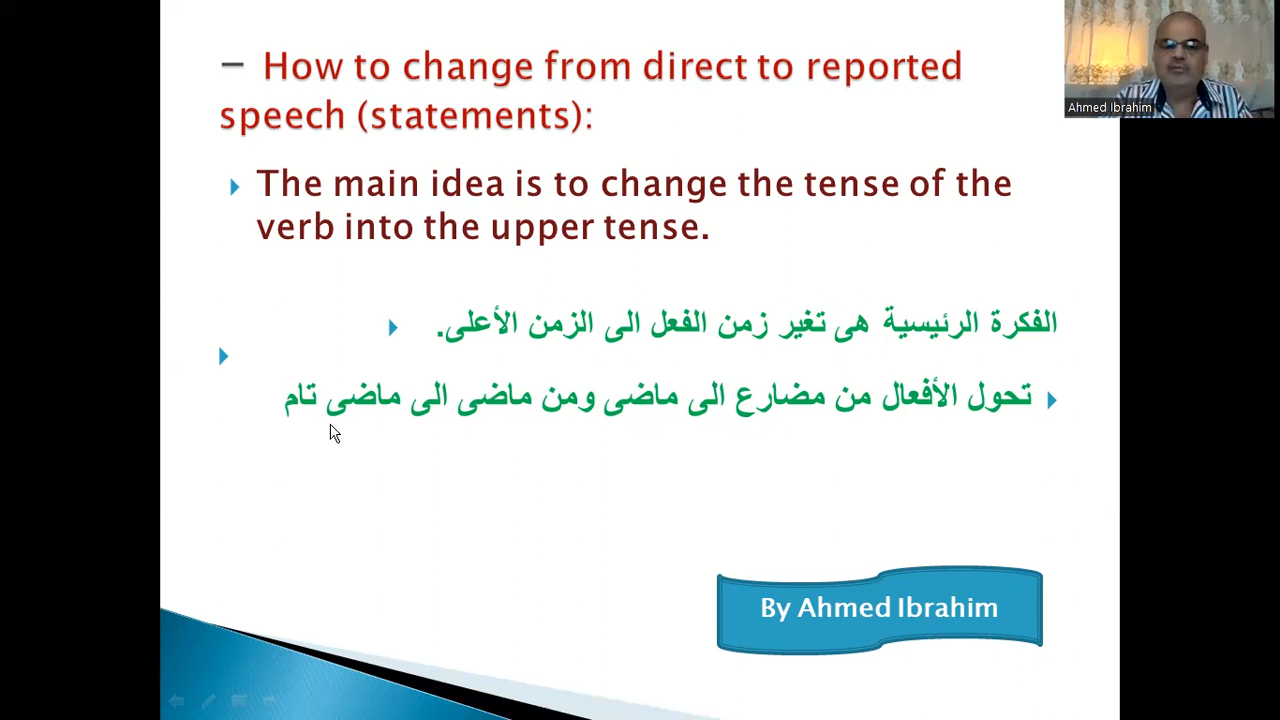 – How to change from direct to reported
speech (statements):
The main idea is to change the tense of the
verb into the upper tense.
الفكرة الرئيسية هى تغير زمن الفعل الى الزمن الأعلى.
تحول الأفعال من مضارع الى ماضى ومن ماضى الى ماضى تام
By Ahmed Ibrahim
Ahmed Ibrahim